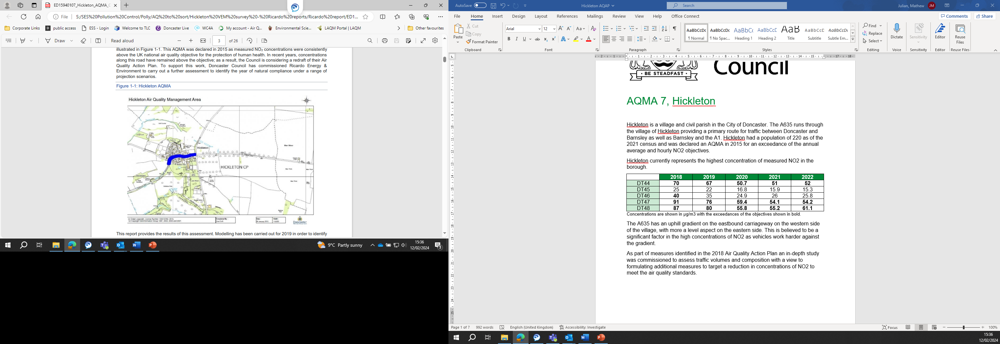 ED15940107_Hickleton_AQMA_C
File S:/SES%20Pollution%20Control/Polly/AQ%20to%20sort/Hickleton%20VEM%20survey%20-%20Ricardo%20reports/Ricardo%20report/ED1...
Corporate Links public access ESS - Login Welcome to TLC Doncaster Live WC4A My account - Air Q... Environmental Scie... LAQM Portal | LAQM Other favourites
Draw Read aloud 3 of 26
illustrated in Figure 1-1. This AQMA was declared in 2015 as measured NO₂ concentrations were consistently
above the UK national air quality objective for the protection of human health. In recent years, concentrations
along this road have remained above the objective; as a result, the Council is considering a redraft of their Air
Quality Action Plan. To support this work, Doncaster Council has commissioned Ricardo Energy &
Environment to carry out a further assessment to identify the year of natural compliance under a range of
projection scenarios.
Figure 1-1: Hickleton AQMA
Hickleton Air Quality Management Area
Hickleton
HICKLETON CP
Doncaster
This report provides the results of this assessment. Modelling has been carried out for 2019 in order to identify
9°C Partly sunny
15:36
12/02/2024
3
AutoSave Hickleton AQAP Search Julian, Mathew JM
File Home Insert Design Layout References Mailings Review View Help Office Connect Comments Share
Paste
Cut
Copy
Format Painter
Clipboard
Arial 12 Aa
B I U ab x₂ x² A A
Font
Paragraph
AaBbCcDc AaBbCcDc AaBbCc AaBbCcC AaB AaBbCcC AaBbCcDc
¶ Normal ¶ No Spac... Heading 1 Heading 2 Title Subtitle Subtle Em...
Styles
Find
Replace
Select
Editing
Dictate
Voice
Sensitivity
Sensitivity
Editor
Editor
Reuse
Files
Reuse Files
BE STEADFAST
Council
AQMA 7, Hickleton
Hickleton is a village and civil parish in the City of Doncaster. The A635 runs through
the village of Hickleton providing a primary route for traffic between Doncaster and
Barnsley as well as Barnsley and the A1. Hickleton had a population of 220 as of the
2021 census and was declared an AQMA in 2015 for an exceedance of the annual
average and hourly NO2 objectives.
Hickleton currently represents the highest concentration of measured NO2 in the
borough.
2018 2019 2020 2021 2022
DT44 70 67 50.7 51 52
DT45 25 22 16.8 15.9 15.3
DT46 40 35 24.9 26 25.8
DT47 91 76 59.4 54.1 54.2
DT48 87 80 55.8 55.2 61.1
Concentrations are shown in µg/m3 with the exceedances of the objectives shown in bold.
The A635 has an uphill gradient on the eastbound carriageway on the western side
of the village, with more a level aspect on the eastern side. This is believed to be a
significant factor in the high concentrations of NO2 as vehicles work harder against
the gradient.
As part of measures identified in the 2018 Air Quality Action Plan an in-depth study
was commissioned to assess traffic volumes and composition with a view to
formulating additional measures to target a reduction in concentrations of NO2 to
meet the air quality standards.
Page 1 of 7 992 words English (United Kingdom) Accessibility: Investigate Focus 100%
15:36
12/02/2024